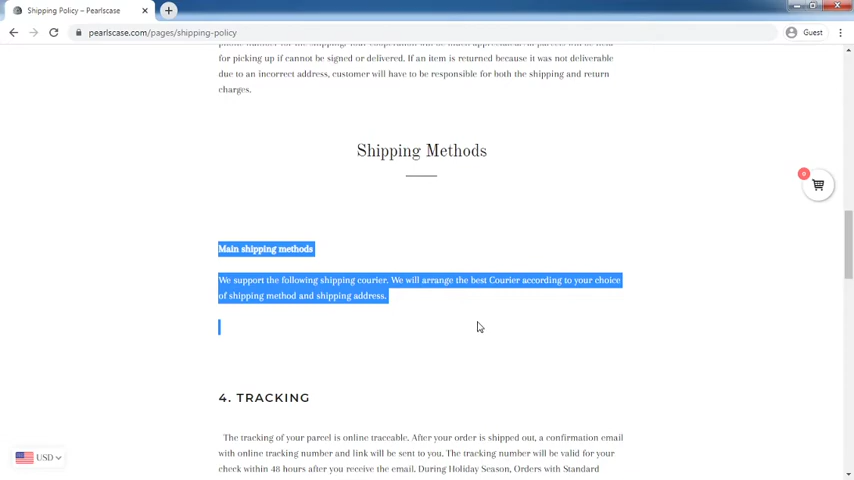 Shipping Policy – Pearlscase
pearlscase.com/pages/shipping-policy
Guest
for picking up if cannot be signed or delivered. If an item is returned because it was not deliverable
due to an incorrect address, customer will have to be responsible for both the shipping and return
charges.
Shipping Methods
0
Main shipping methods
We support the following shipping courier. We will arrange the best Courier according to your choice
of shipping method and shipping address.
4. TRACKING
The tracking of your parcel is online traceable. After your order is shipped out, a confirmation email
with online tracking number and link will be sent to you. The tracking number will be valid for your
check within 48 hours after you receive the email. During Holiday Season, Orders with Standard
USD